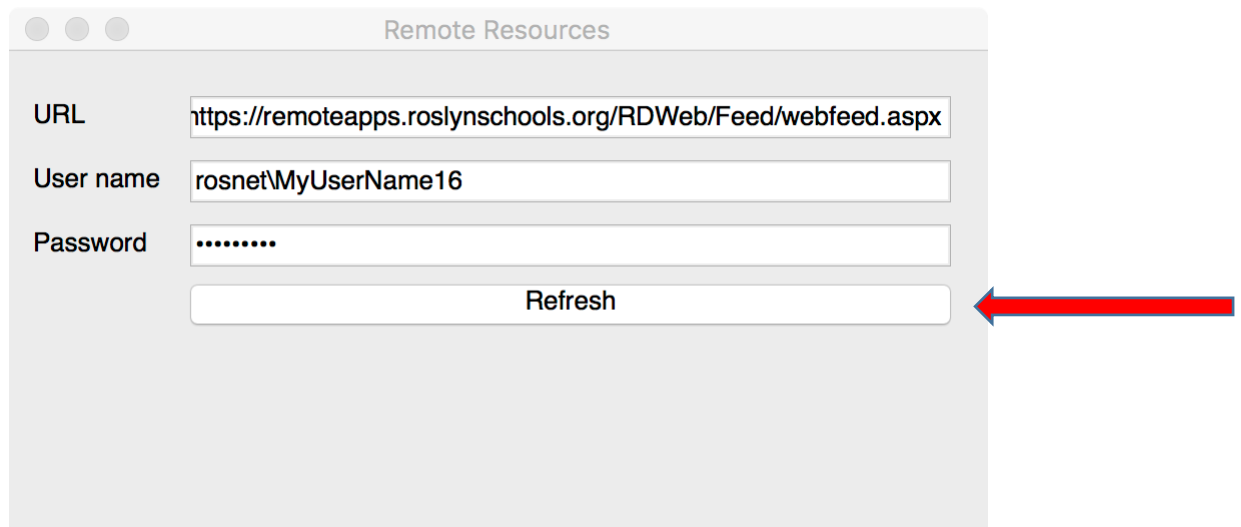 Remote Resources
URL https://remoteapps.roslynschools.org/RDWeb/Feed/webfeed.aspx
User name rosnet\MyUserName16
Password •••••••••
Refresh